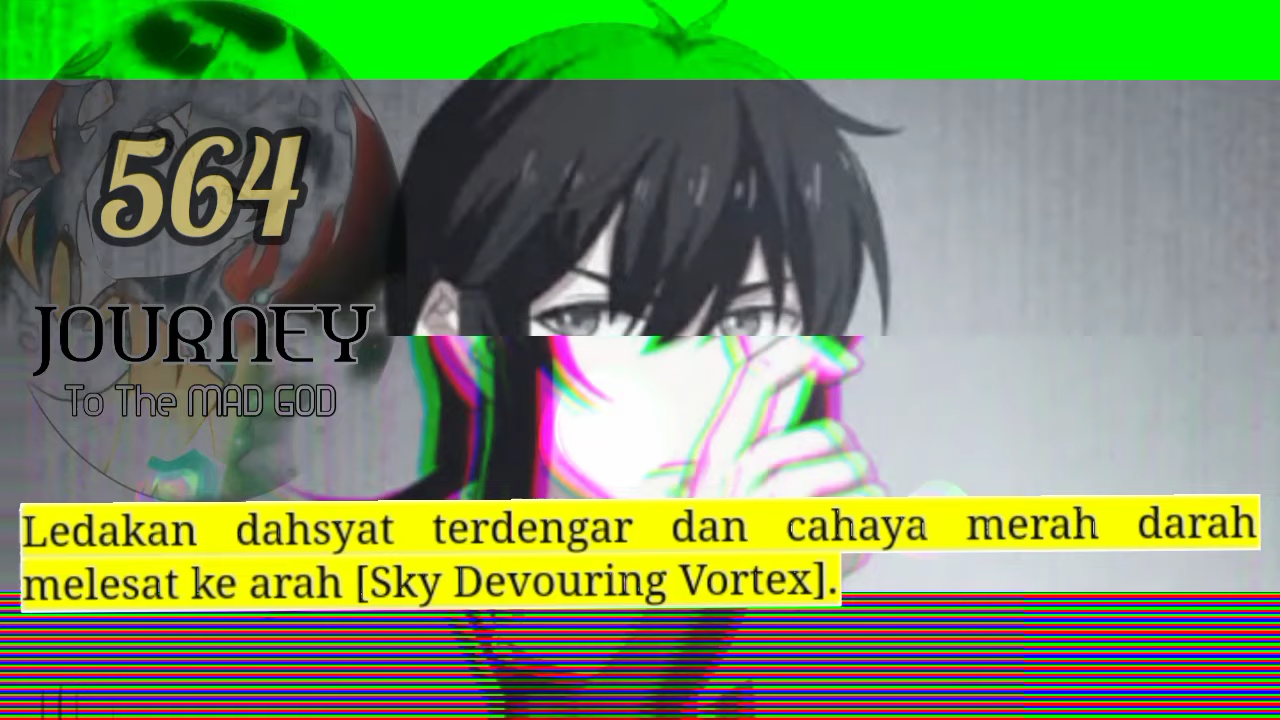 564
JOURNEY
To The MAD GOD
Ledakan dahsyat terdengar dan cahaya merah darah
melesat ke arah [Sky Devouring Vortex].